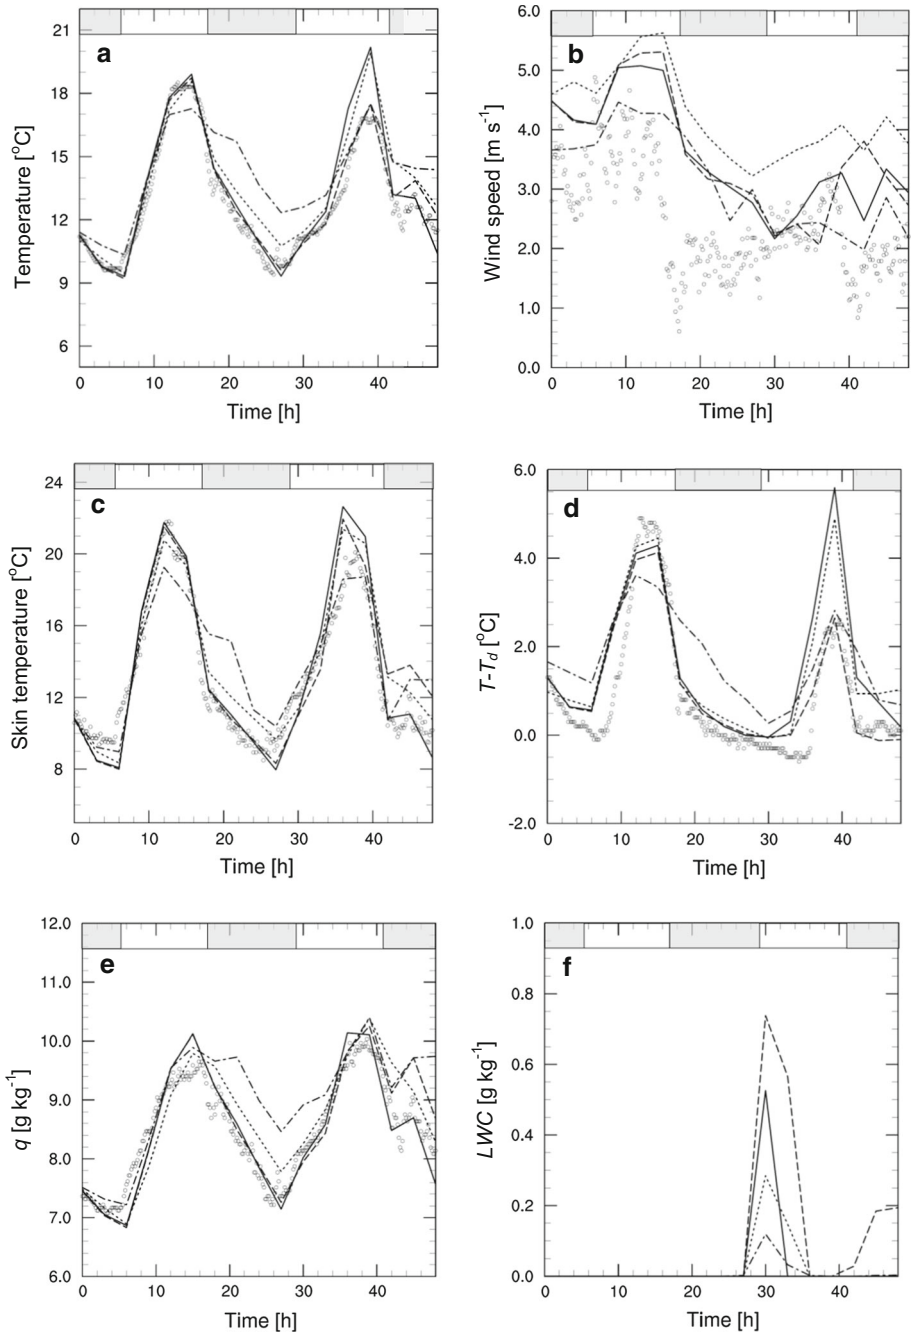 a
Temperature [°C]
21
18
15
12
9
6
0 10 20 30 40
Time [h]
b
Wind speed [m s⁻¹]
6.0
5.0
4.0
3.0
2.0
1.0
0.0
0 10 20 30 40
Time [h]
c
Skin temperature [°C]
24
20
16
12
8
0 10 20 30 40
Time [h]
d
T-T_d [°C]
6.0
4.0
2.0
0.0
-2.0
0 10 20 30 40
Time [h]
e
q [g kg⁻¹]
12.0
11.0
10.0
9.0
8.0
7.0
6.0
0 10 20 30 40
Time [h]
f
LWC [g kg⁻¹]
1.0
0.8
0.6
0.4
0.2
0.0
0 10 20 30 40
Time [h]